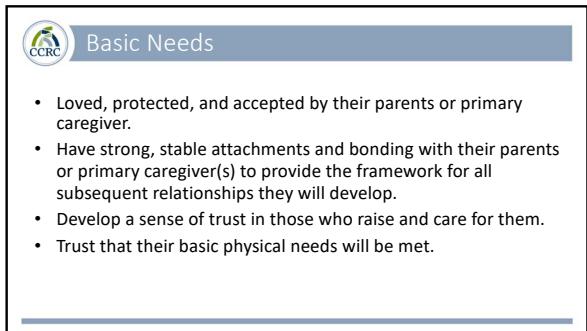 CCRC
Basic Needs
• Loved, protected, and accepted by their parents or primary
caregiver.
• Have strong, stable attachments and bonding with their parents
or primary caregiver(s) to provide the framework for all
subsequent relationships they will develop.
• Develop a sense of trust in those who raise and care for them.
• Trust that their basic physical needs will be met.